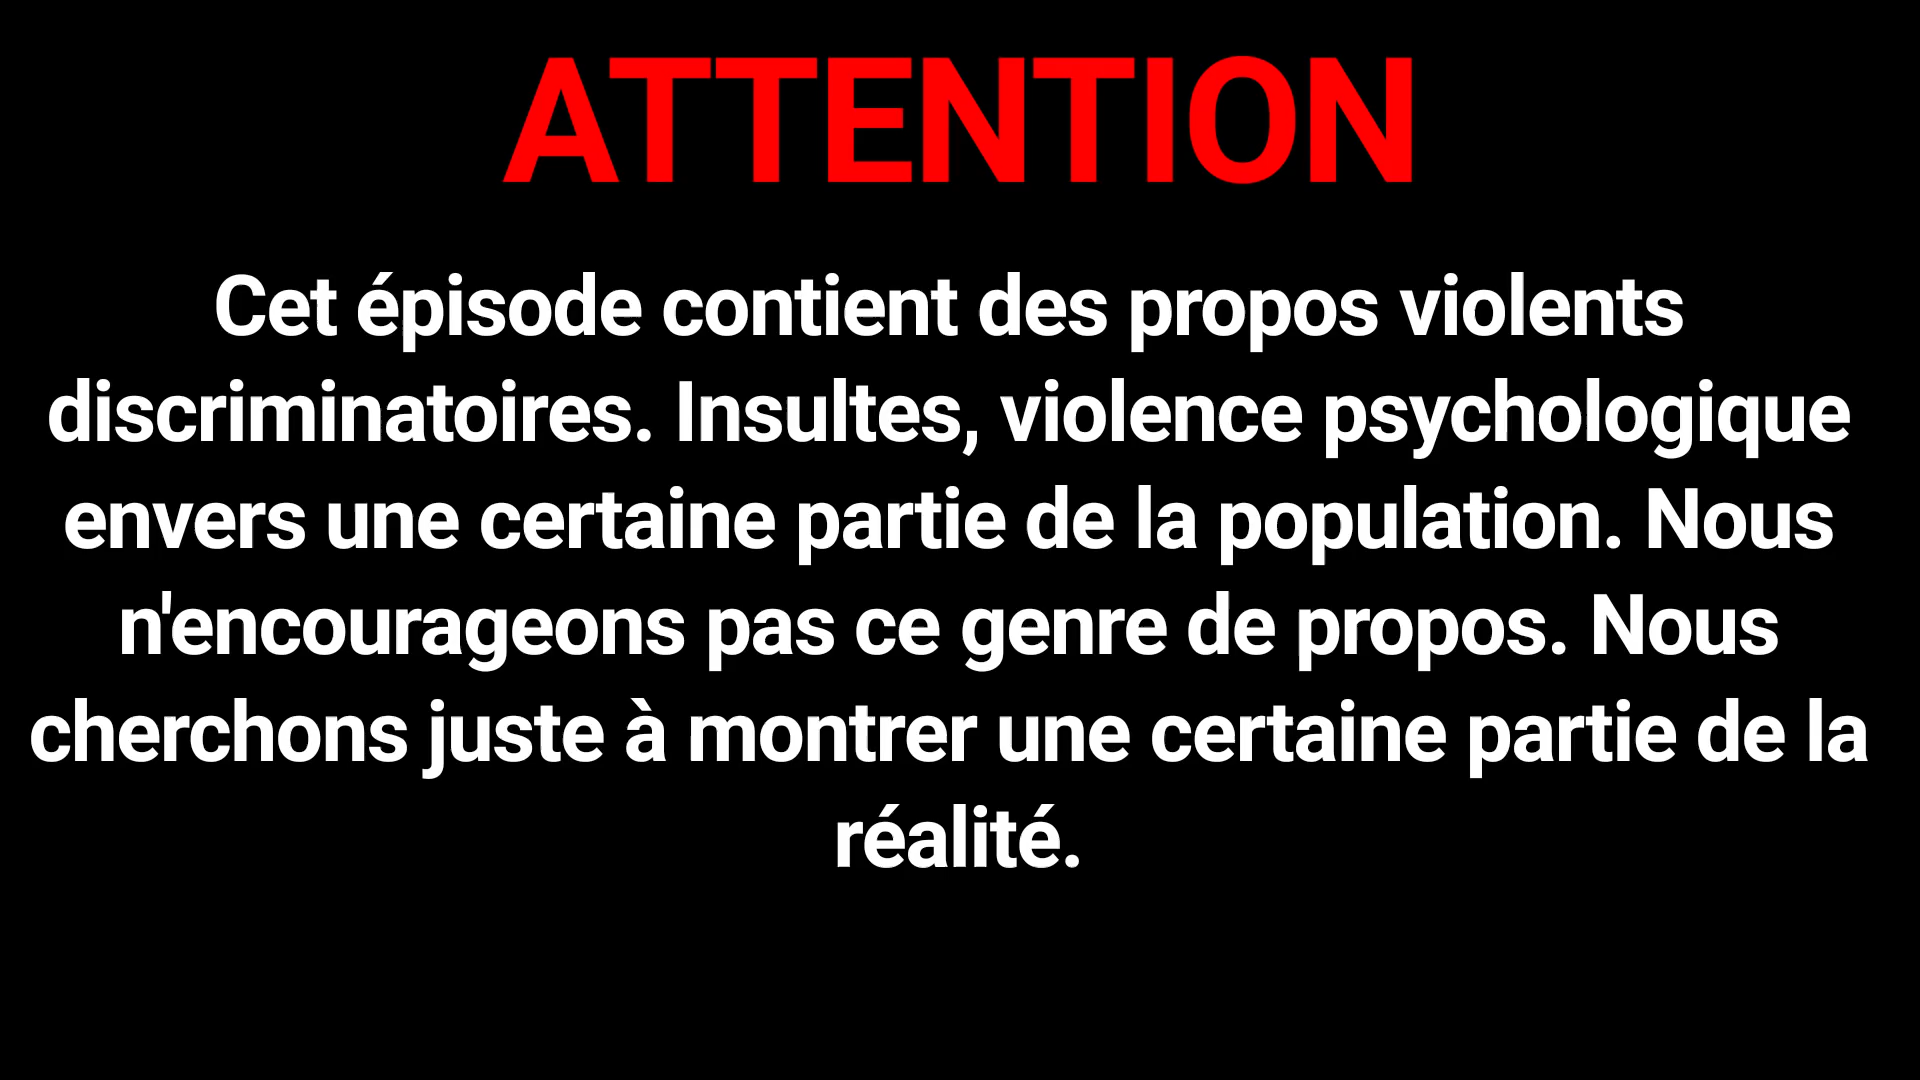 ATTENTION
Cet épisode contient des propos violents
discriminatoires. Insultes, violence psychologique
envers une certaine partie de la population. Nous
n'encourageons pas ce genre de propos. Nous
cherchons juste à montrer une certaine partie de la
réalité.